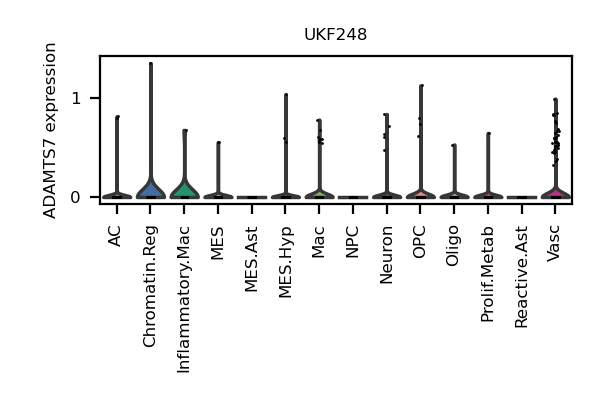 UKF248
ADAMTS7 expression
1
0
AC
Chromatin.Reg
Inflammatory.Mac
MES
MES.Ast
MES.Hyp
Mac
NPC
Neuron
OPC
Oligo
Prolif.Metab
Reactive.Ast
Vasc